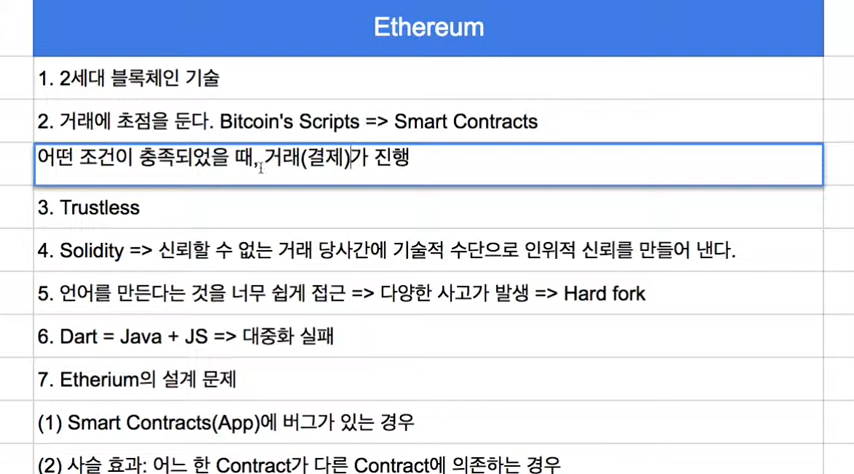 Ethereum
1. 2세대 블록체인 기술
2. 거래에 초점을 둔다. Bitcoin's Scripts => Smart Contracts
어떤 조건이 충족되었을 때, 거래(결제)가 진행
3. Trustless
4. Solidity => 신뢰할 수 없는 거래 당사간에 기술적 수단으로 인위적 신뢰를 만들어 낸다.
5. 언어를 만든다는 것을 너무 쉽게 접근 => 다양한 사고가 발생 => Hard fork
6. Dart = Java + JS => 대중화 실패
7. Etherium의 설계 문제
(1) Smart Contracts(App)에 버그가 있는 경우
(2) 사슬 효과: 어느 한 Contract가 다른 Contract에 의존하는 경우